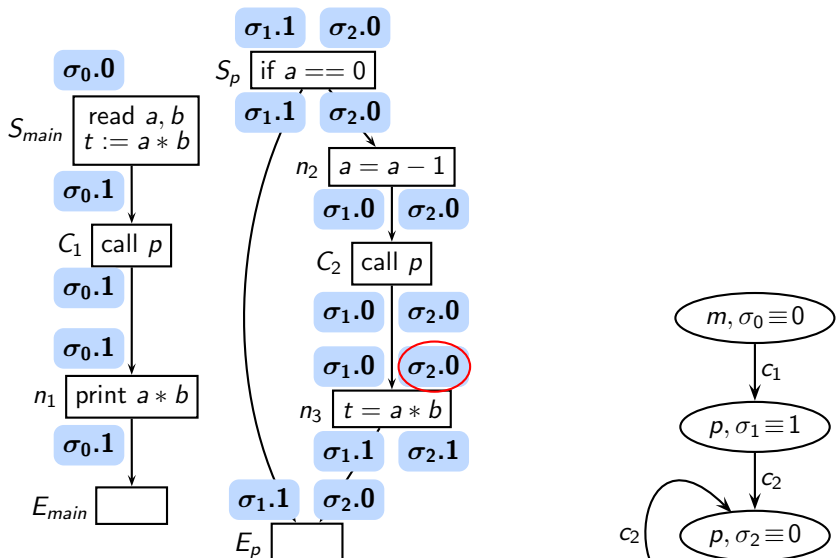 σ₁.1 σ₂.0
Sₚ if a == 0
σ₀.0
σ₁.1 σ₂.0
S_main read a, b
t := a ∗ b
n₂ a = a − 1
σ₀.1
σ₁.0 σ₂.0
C₁ call p
C₂ call p
σ₀.1
σ₁.0 σ₂.0
m, σ₀ ≡ 0
σ₀.1
σ₁.0 σ₂.0
c₁
n₁ print a ∗ b
n₃ t = a ∗ b
p, σ₁ ≡ 1
σ₀.1
σ₁.1 σ₂.1
c₂
E_main
σ₁.1 σ₂.0
c₂
p, σ₂ ≡ 0
Eₚ